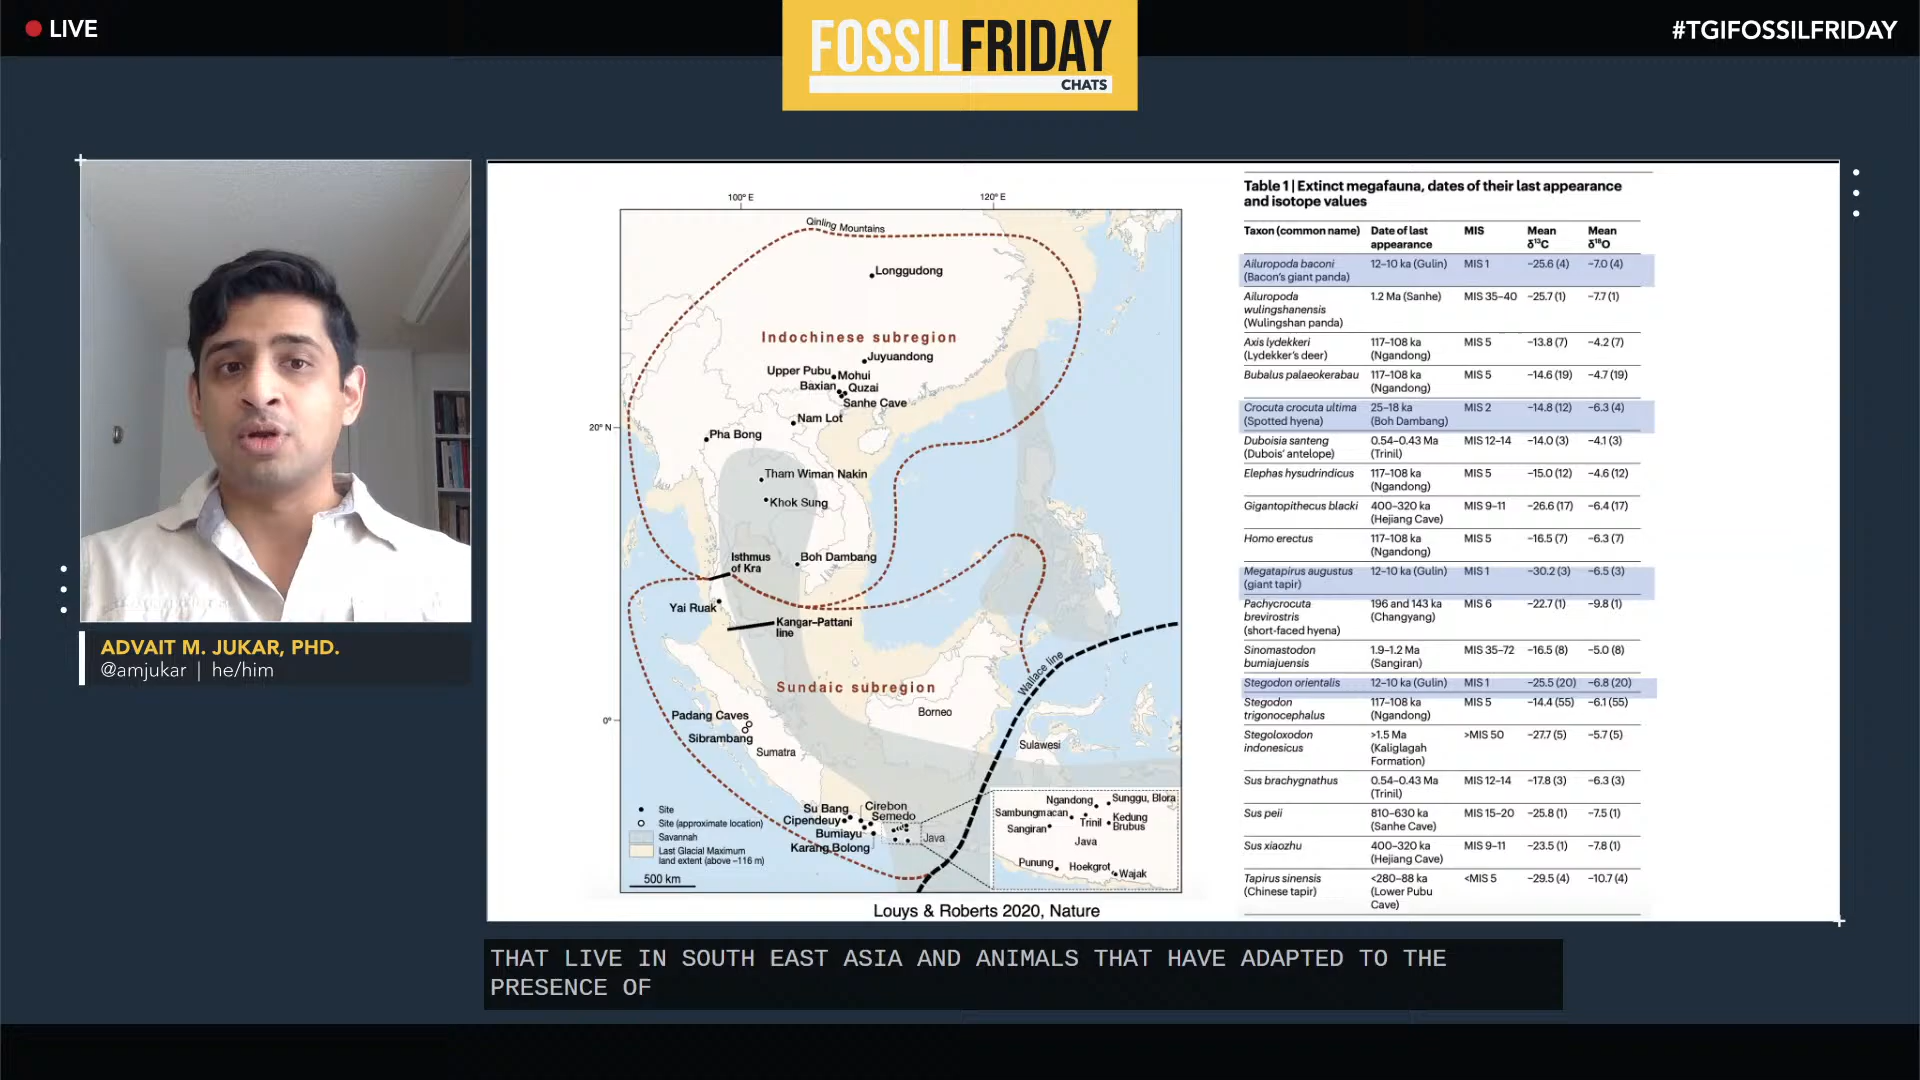 LIVE
FOSSILFRIDAY
CHATS
#TGIFOSSILFRIDAY
ADVAIT M. JUKAR, PHD.
@amjukar | he/him
100° E
120° E
Qinling Mountains
Longgudong
Indochinese subregion
Juyuandong
Upper Pubu
Mohui
Baxian
Quzai
Sanhe Cave
Nam Lot
20° N
Pha Bong
Tham Wiman Nakin
Khok Sung
Isthmus
of Kra
Boh Dambang
Yai Ruak
Kangar–Pattani
line
Wallace line
Sundaic subregion
Borneo
Padang Caves
0°
Sibrambang
Sumatra
Sulawesi
Su Bang
Cirebon
Cipendeuy
Semedo
Bumiayu
Java
Karang Bolong
Site
Site (approximate location)
Savannah
Last Glacial Maximum
land extent (above –116 m)
500 km
Ngandong
Sunggu, Blora
Sambungmacan
Trinil
Kedung
Brubus
Sangiran
Java
Punung
Hoekgrot
Wajak
Louys & Roberts 2020, Nature
Table 1 | Extinct megafauna, dates of their last appearance
and isotope values
Taxon (common name) Date of last MIS Mean Mean
appearance δ¹³C δ¹⁸O
Ailuropoda baconi 12–10 ka (Gulin) MIS 1 −25.6 (4) −7.0 (4)
(Bacon's giant panda)
Ailuropoda 1.2 Ma (Sanhe) MIS 35–40 −25.7 (1) −7.7 (1)
wulingshanensis
(Wulingshan panda)
Axis lydekkeri 117–108 ka MIS 5 −13.8 (7) −4.2 (7)
(Lydekker's deer) (Ngandong)
Bubalus palaeokerabau 117–108 ka MIS 5 −14.6 (19) −4.7 (19)
(Ngandong)
Crocuta crocuta ultima 25–18 ka MIS 2 −14.8 (12) −6.3 (4)
(Spotted hyena) (Boh Dambang)
Duboisia santeng 0.54–0.43 Ma MIS 12–14 −14.0 (3) −4.1 (3)
(Dubois' antelope) (Trinil)
Elephas hysudrindicus 117–108 ka MIS 5 −15.0 (12) −4.6 (12)
(Ngandong)
Gigantopithecus blacki 400–320 ka MIS 9–11 −26.6 (17) −6.4 (17)
(Hejiang Cave)
Homo erectus 117–108 ka MIS 5 −16.5 (7) −6.3 (7)
(Ngandong)
Megatapirus augustus 12–10 ka (Gulin) MIS 1 −30.2 (3) −6.5 (3)
(giant tapir)
Pachycrocuta 196 and 143 ka MIS 6 −22.7 (1) −9.8 (1)
brevirostris (Changyang)
(short-faced hyena)
Sinomastodon 1.9–1.2 Ma MIS 35–72 −16.5 (8) −5.0 (8)
bumiajuensis (Sangiran)
Stegodon orientalis 12–10 ka (Gulin) MIS 1 −25.5 (20) −6.8 (20)
Stegodon 117–108 ka MIS 5 −14.4 (55) −6.1 (55)
trigonocephalus (Ngandong)
Stegoloxodon >1.5 Ma >MIS 50 −27.7 (5) −5.7 (5)
indonesicus (Kaliglagah
Formation)
Sus brachygnathus 0.54–0.43 Ma MIS 12–14 −17.8 (3) −6.3 (3)
(Trinil)
Sus peii 810–630 ka MIS 15–20 −25.8 (1) −7.5 (1)
(Sanhe Cave)
Sus xiaozhu 400–320 ka MIS 9–11 −23.5 (1) −7.8 (1)
(Hejiang Cave)
Tapirus sinensis <280–88 ka <MIS 5 −29.5 (4) −10.7 (4)
(Chinese tapir) (Lower Pubu
Cave)
THAT LIVE IN SOUTH EAST ASIA AND ANIMALS THAT HAVE ADAPTED TO THE
PRESENCE OF